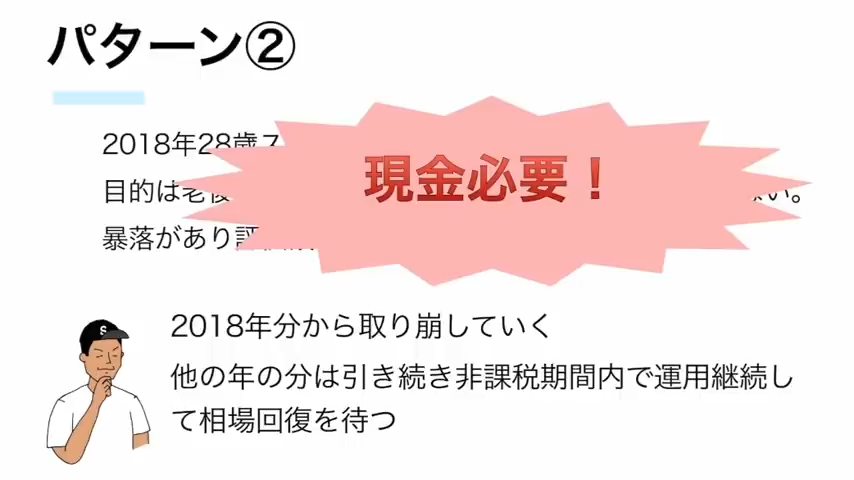 パターン②
2018年28歳
現金必要！
目的は老後
い。
暴落があり評
2018年分から取り崩していく
他の年の分は引き続き非課税期間内で運用継続し
て相場回復を待つ
S